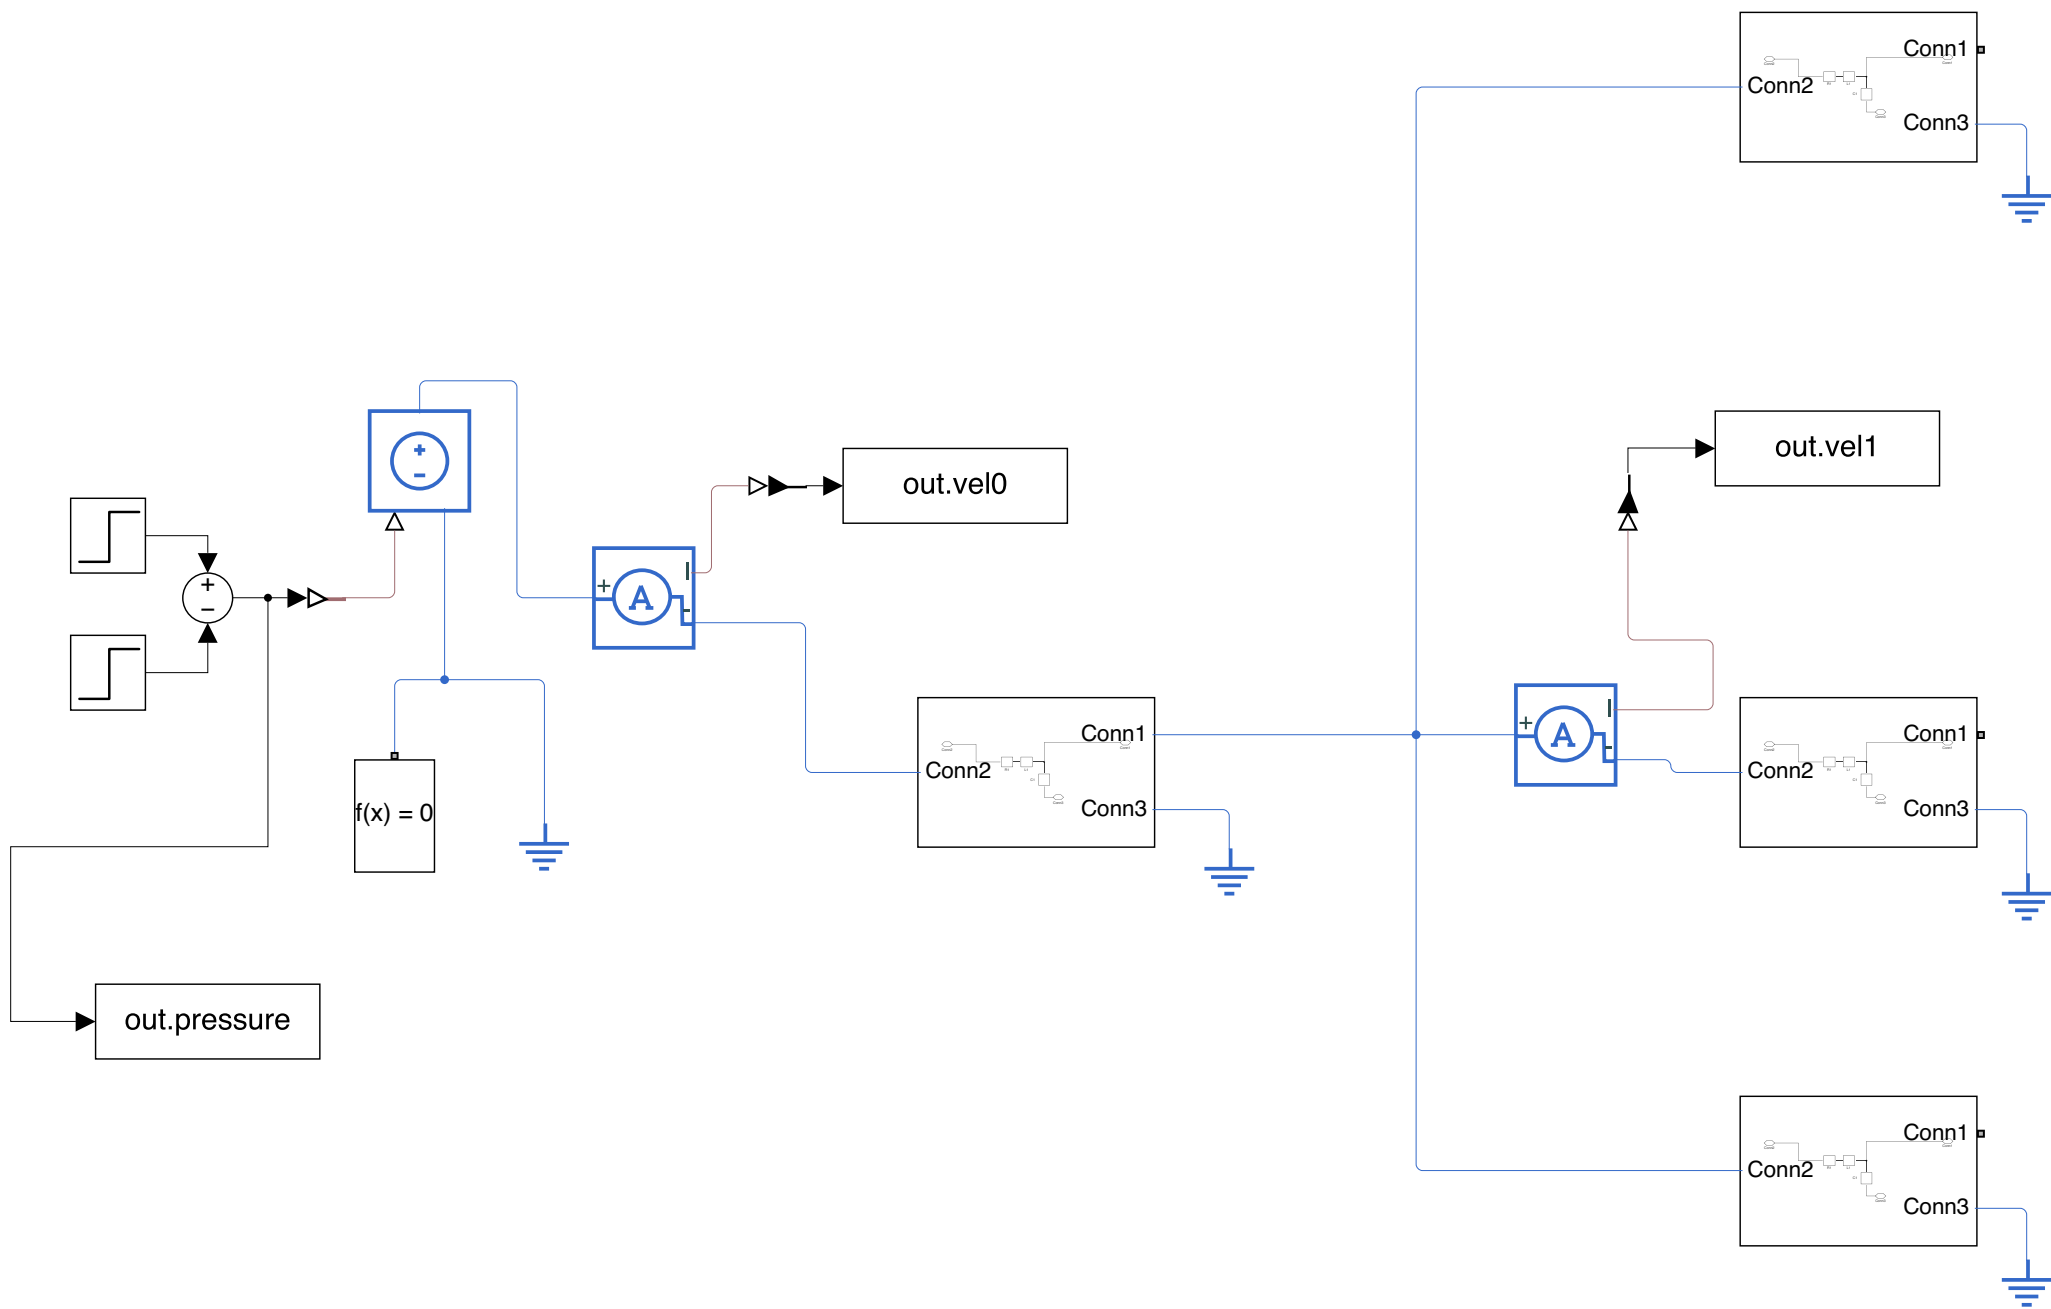 Conn1
Conn2
Conn3
out.vel1
+
−
out.vel0
+
−
+
A
I
-
Conn1
Conn2
Conn3
+
A
I
-
Conn1
Conn2
Conn3
f(x) = 0
out.pressure
Conn1
Conn2
Conn3